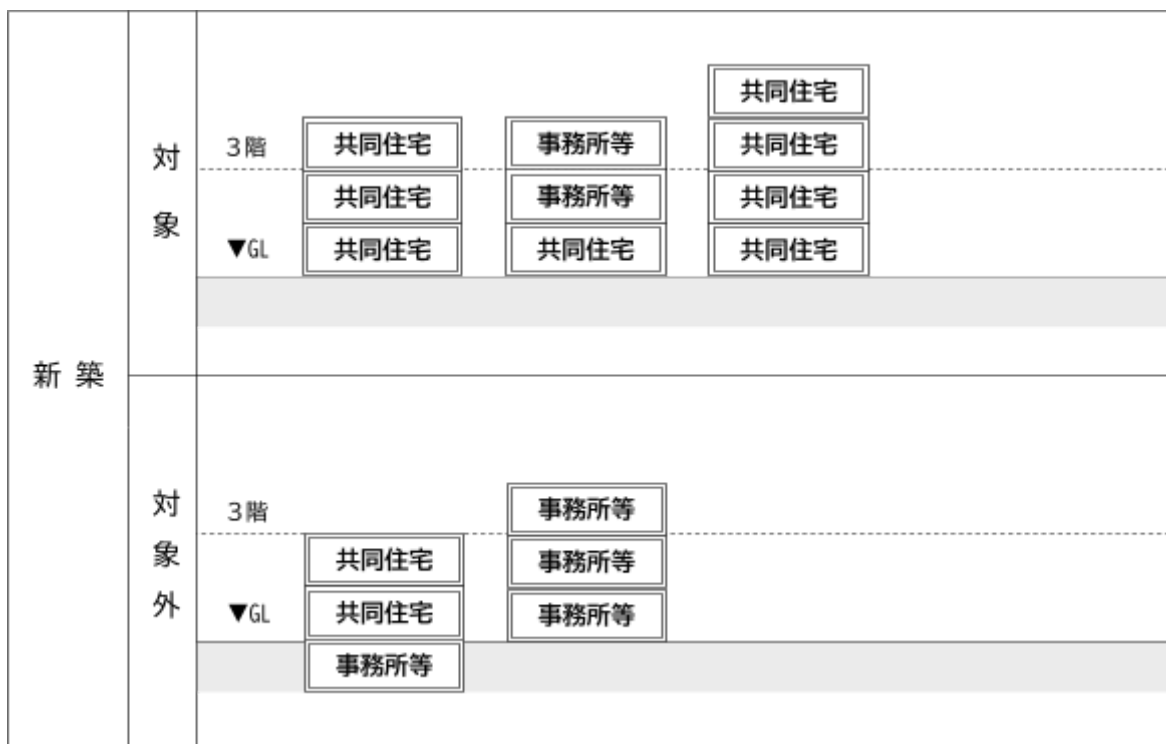 新築
対象
共同住宅
3階 共同住宅 事務所等 共同住宅
共同住宅 事務所等 共同住宅
▼GL 共同住宅 共同住宅 共同住宅
対象外
3階 事務所等
共同住宅 事務所等
▼GL 共同住宅 事務所等
事務所等